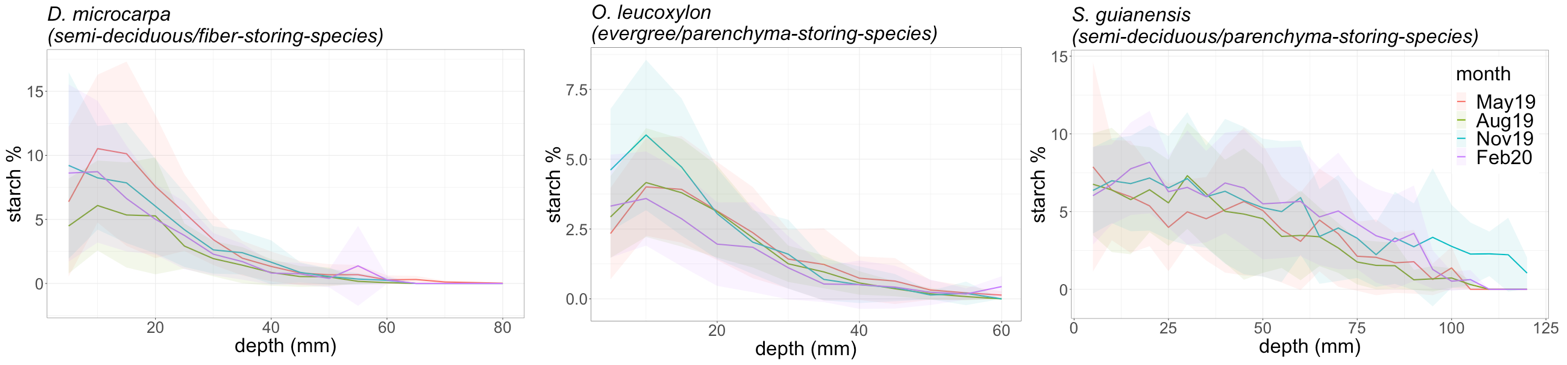 D. microcarpa
(semi-deciduous/fiber-storing-species)
starch %
15
10
5
0
20
40
60
80
depth (mm)
O. leucoxylon
(evergree/parenchyma-storing-species)
starch %
7.5
5.0
2.5
0.0
20
40
60
depth (mm)
S. guianensis
(semi-deciduous/parenchyma-storing-species)
starch %
15
10
5
0
0
25
50
75
100
125
depth (mm)
month
May19
Aug19
Nov19
Feb20